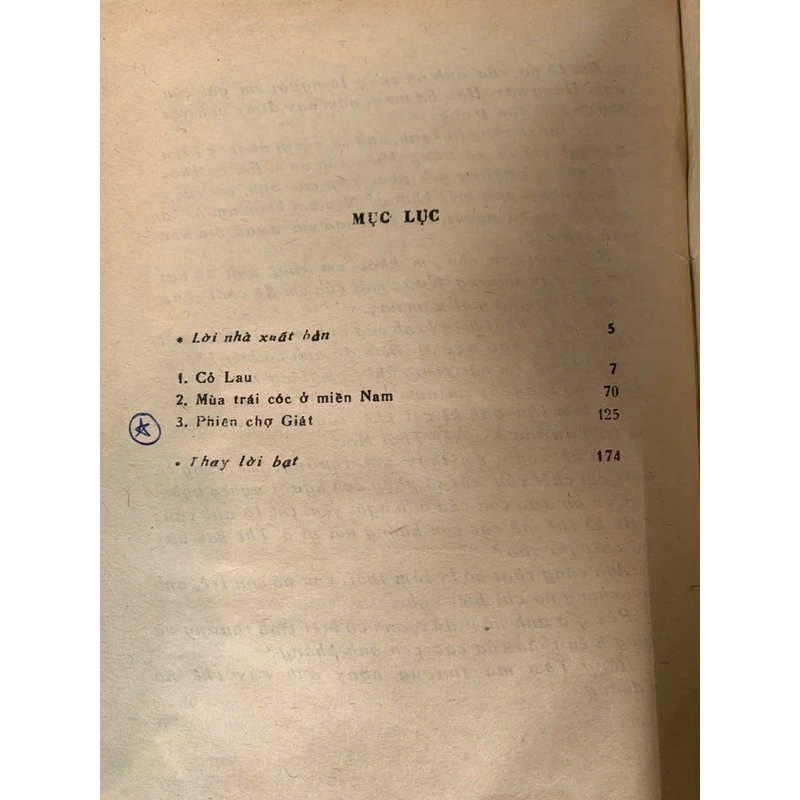 MỤC LỤC
• Lời nhà xuất bản 5
1. Cỏ Lau 7
2. Mùa trái cóc ở miền Nam 70
3. Phiên chợ Giát 125
• Thay lời bạt 174